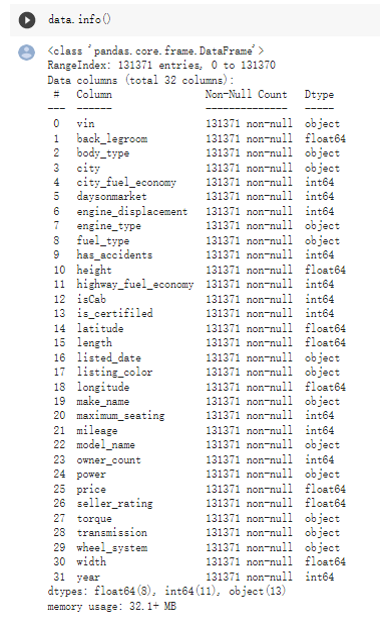 data.info()
<class 'pandas.core.frame.DataFrame'>
RangeIndex: 131371 entries, 0 to 131370
Data columns (total 32 columns):
 #   Column                Non-Null Count   Dtype
---  ------                --------------   -----
 0   vin                   131371 non-null  object
 1   back_legroom          131371 non-null  float64
 2   body_type             131371 non-null  object
 3   city                  131371 non-null  object
 4   city_fuel_economy     131371 non-null  int64
 5   daysonmarket          131371 non-null  int64
 6   engine_displacement   131371 non-null  int64
 7   engine_type           131371 non-null  object
 8   fuel_type             131371 non-null  object
 9   has_accidents         131371 non-null  int64
 10  height                131371 non-null  float64
 11  highway_fuel_economy  131371 non-null  int64
 12  isCab                 131371 non-null  int64
 13  is_certifiled         131371 non-null  int64
 14  latitude              131371 non-null  float64
 15  length                131371 non-null  float64
 16  listed_date           131371 non-null  object
 17  listing_color         131371 non-null  object
 18  longitude             131371 non-null  float64
 19  make_name             131371 non-null  object
 20  maximum_seating       131371 non-null  int64
 21  mileage               131371 non-null  int64
 22  model_name            131371 non-null  object
 23  owner_count           131371 non-null  int64
 24  power                 131371 non-null  object
 25  price                 131371 non-null  float64
 26  seller_rating         131371 non-null  float64
 27  torque                131371 non-null  object
 28  transmission          131371 non-null  object
 29  wheel_system          131371 non-null  object
 30  width                 131371 non-null  float64
 31  year                  131371 non-null  int64
dtypes: float64(8), int64(11), object(13)
memory usage: 32.1+ MB